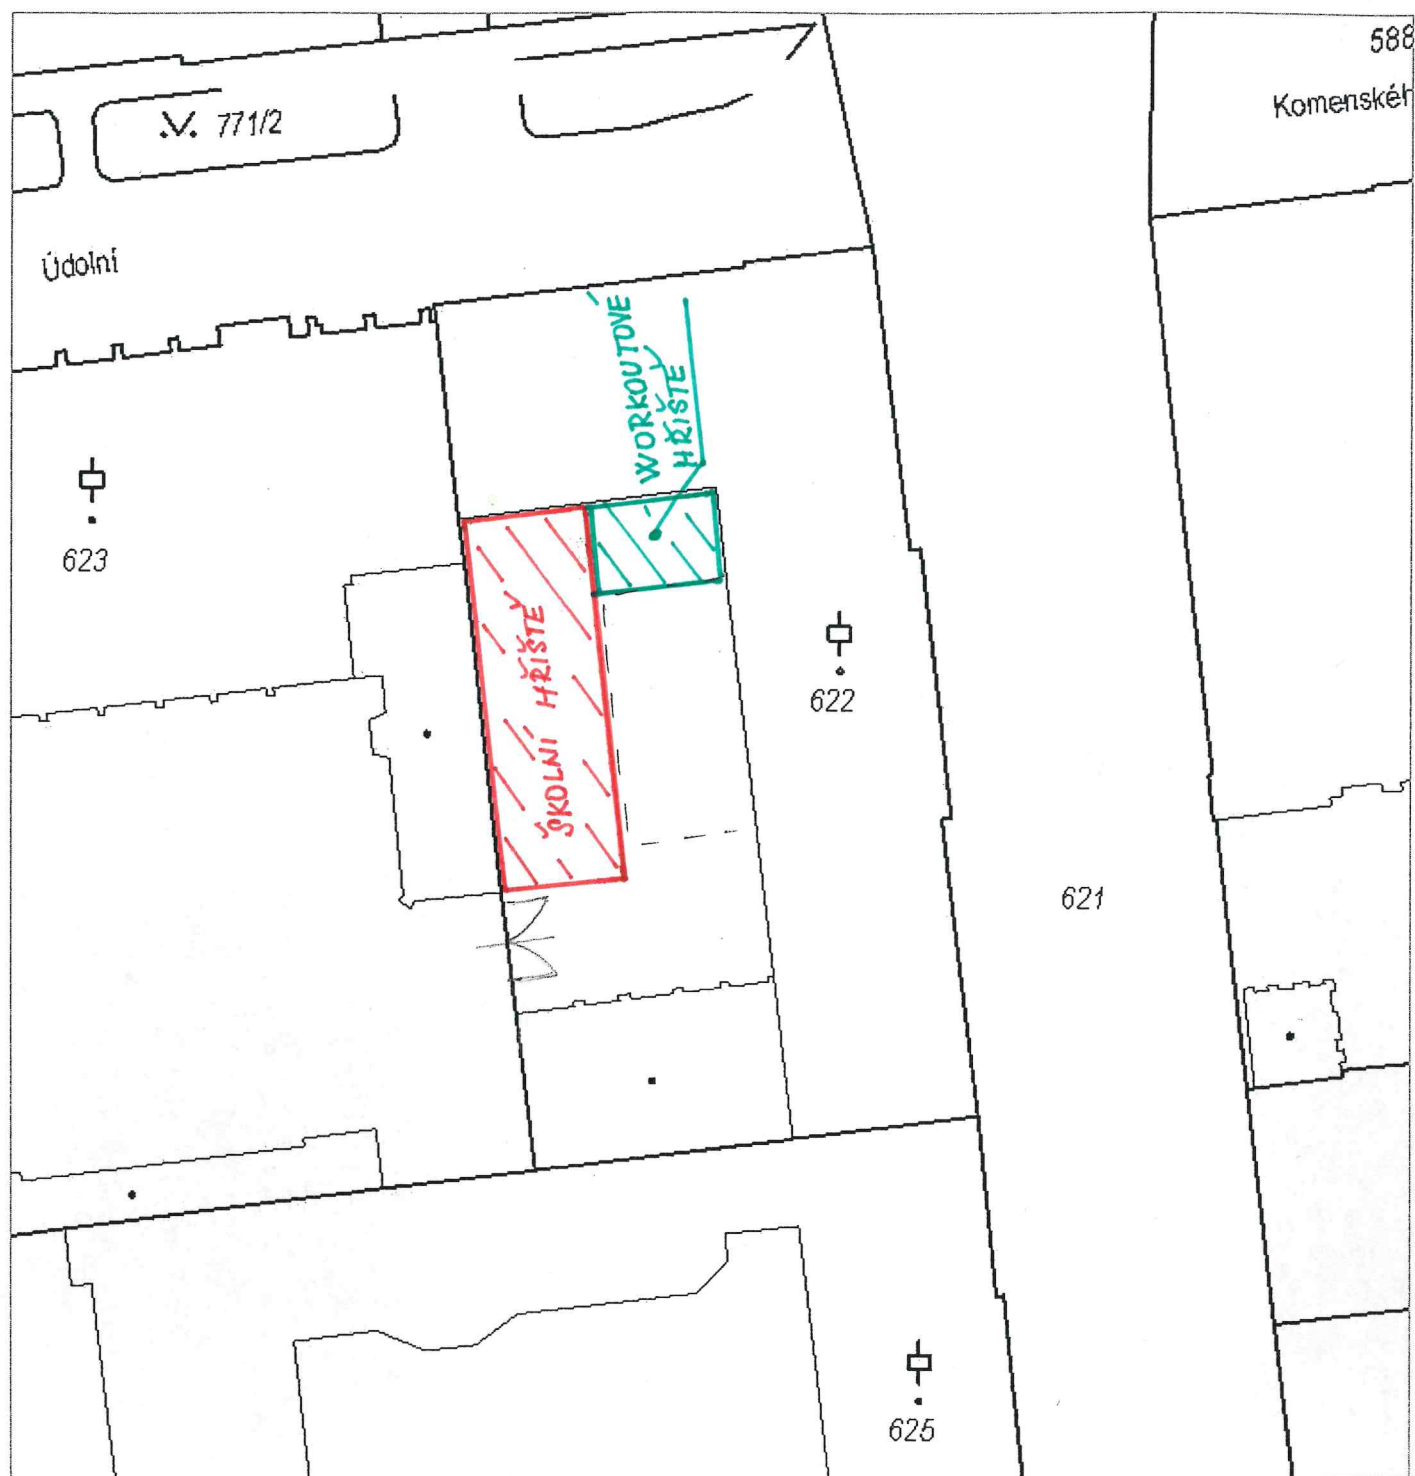 588
Komenskéh
771/2
Údolní
WORKOUTOVÉ
HŘIŠTĚ
623
622
ŠKOLNÍ HŘIŠTĚ
621
625